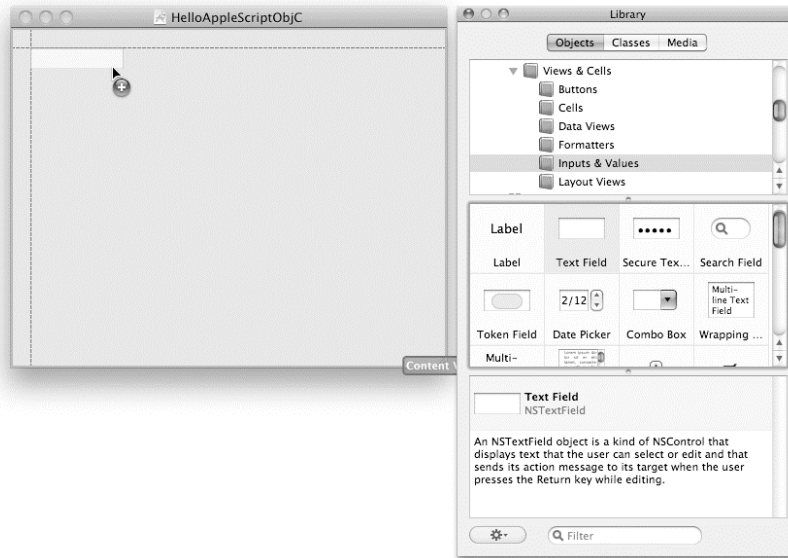 HelloAppleScriptObjC
Content V
Library
Objects Classes Media
Views & Cells
Buttons
Cells
Data Views
Formatters
Inputs & Values
Layout Views
Label
Label Text Field Secure Tex... Search Field
2/12
Multi-
line Text
Field
Token Field Date Picker Combo Box Wrapping ...
Multi-
Text Field
NSTextField
An NSTextField object is a kind of NSControl that
displays text that the user can select or edit and that
sends its action message to its target when the user
presses the Return key while editing.
Filter